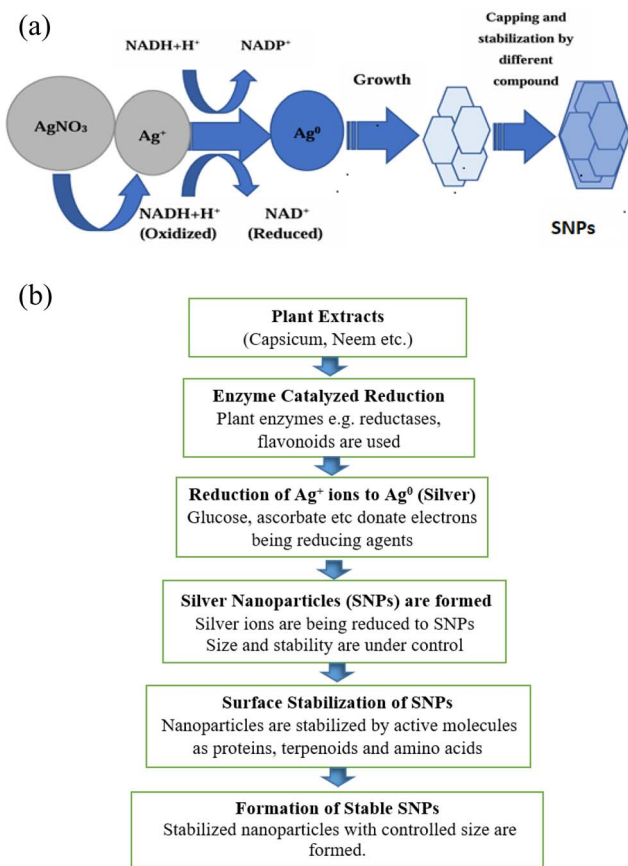 (a)
NADH+H⁺ NADP⁺
Capping and
stabilization by
different
compound
Growth
AgNO₃ Ag⁺ Ag⁰
NADH+H⁺ NAD⁺
(Oxidized) (Reduced)
SNPs
(b)
Plant Extracts
(Capsicum, Neem etc.)
Enzyme Catalyzed Reduction
Plant enzymes e.g. reductases,
flavonoids are used
Reduction of Ag⁺ ions to Ag⁰ (Silver)
Glucose, ascorbate etc donate electrons
being reducing agents
Silver Nanoparticles (SNPs) are formed
Silver ions are being reduced to SNPs
Size and stability are under control
Surface Stabilization of SNPs
Nanoparticles are stabilized by active molecules
as proteins, terpenoids and amino acids
Formation of Stable SNPs
Stabilized nanoparticles with controlled size are
formed.